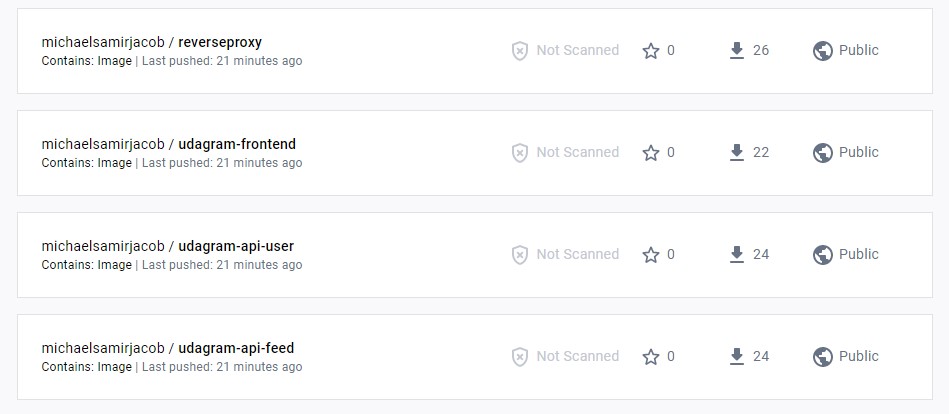 michaelsamirjacob / reverseproxy
Not Scanned 0 26 Public
Contains: Image | Last pushed: 21 minutes ago
michaelsamirjacob / udagram-frontend
Not Scanned 0 22 Public
Contains: Image | Last pushed: 21 minutes ago
michaelsamirjacob / udagram-api-user
Not Scanned 0 24 Public
Contains: Image | Last pushed: 21 minutes ago
michaelsamirjacob / udagram-api-feed
Not Scanned 0 24 Public
Contains: Image | Last pushed: 21 minutes ago